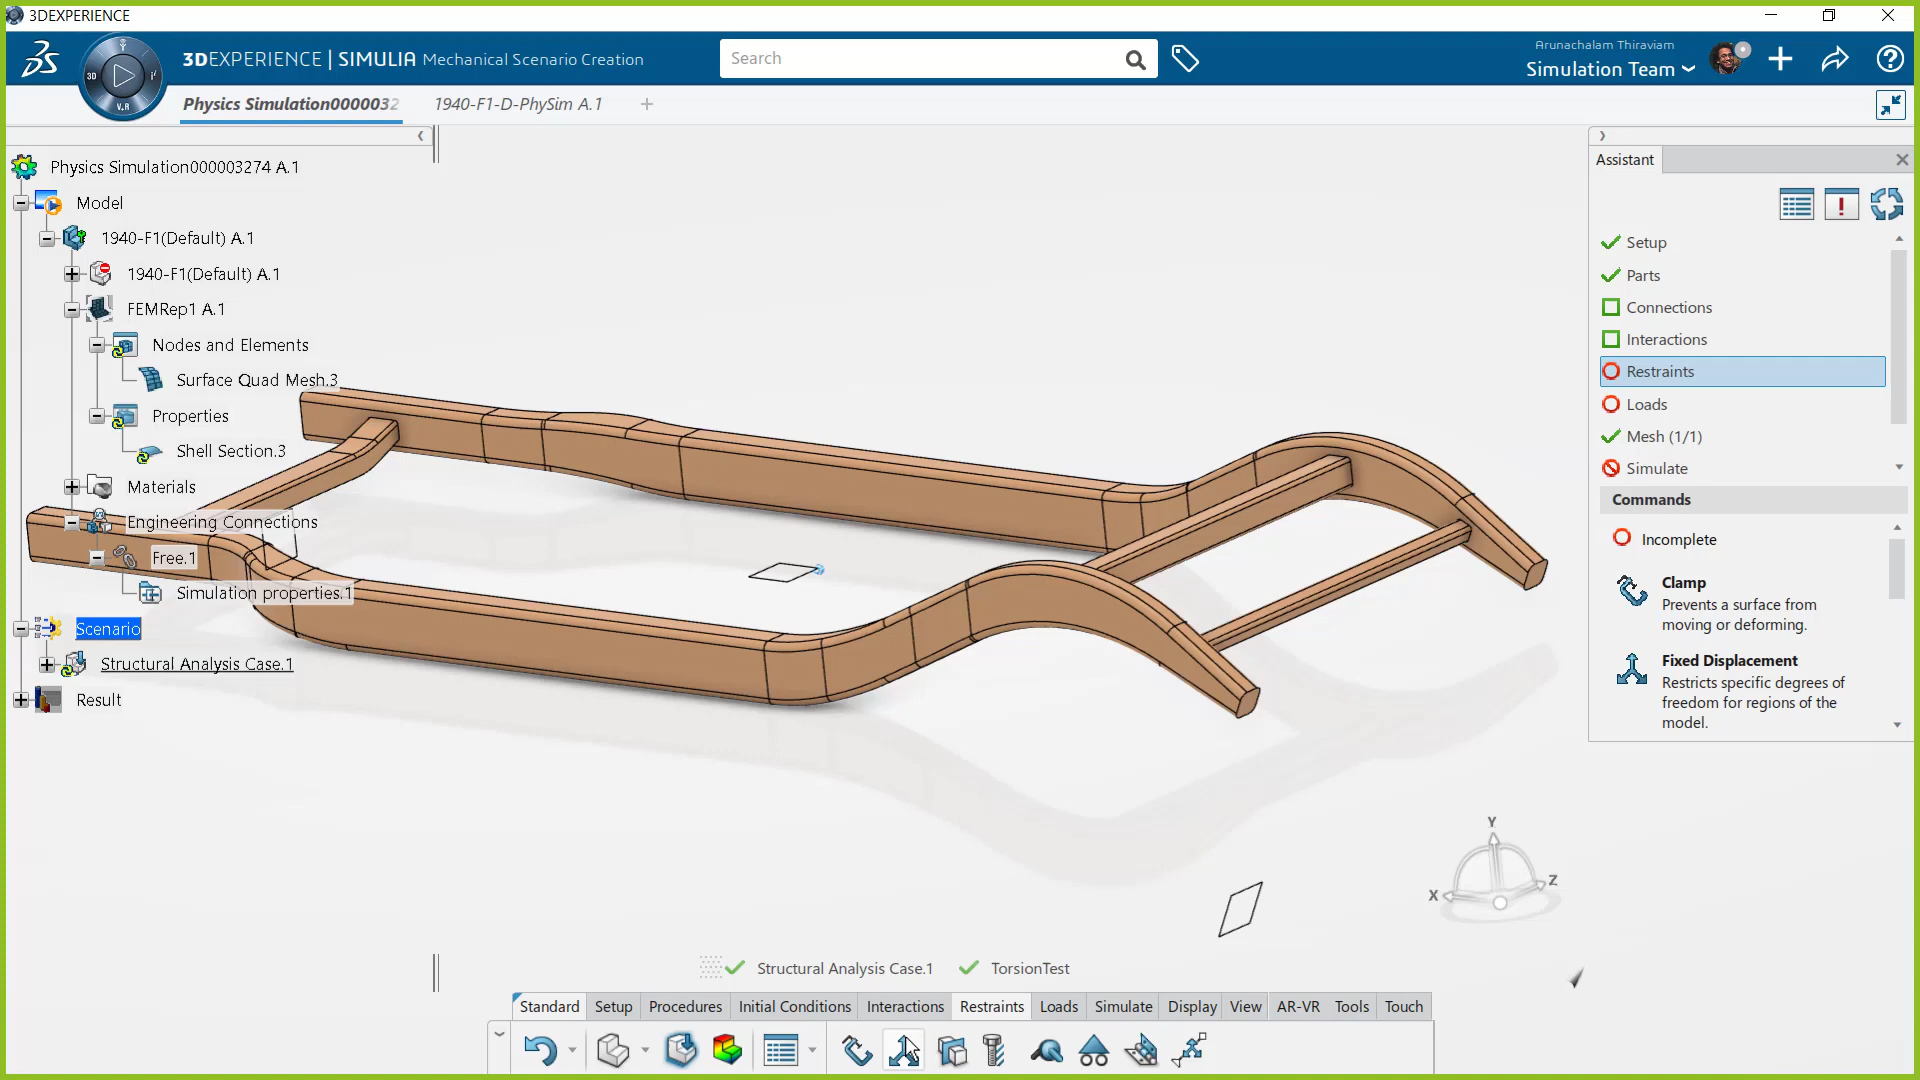 3DEXPERIENCE
3DEXPERIENCE | SIMULIA Mechanical Scenario Creation
Search
Arunachalam Thiraviam
Simulation Team
3D
V.R
Physics Simulation0000032
1940-F1-D-PhySim A.1
Physics Simulation000003274 A.1
Model
1940-F1(Default) A.1
1940-F1(Default) A.1
FEMRep1 A.1
Nodes and Elements
Surface Quad Mesh.3
Properties
Shell Section.3
Materials
Engineering Connections
Free.1
Simulation properties.1
Scenario
Structural Analysis Case.1
Result
Assistant
Setup
Parts
Connections
Interactions
Restraints
Loads
Mesh (1/1)
Simulate
Commands
Incomplete
Clamp
Prevents a surface from
moving or deforming.
Fixed Displacement
Restricts specific degrees of
freedom for regions of the
model.
Y
X
Z
Structural Analysis Case.1
TorsionTest
Standard Setup Procedures Initial Conditions Interactions Restraints Loads Simulate Display View AR-VR Tools Touch